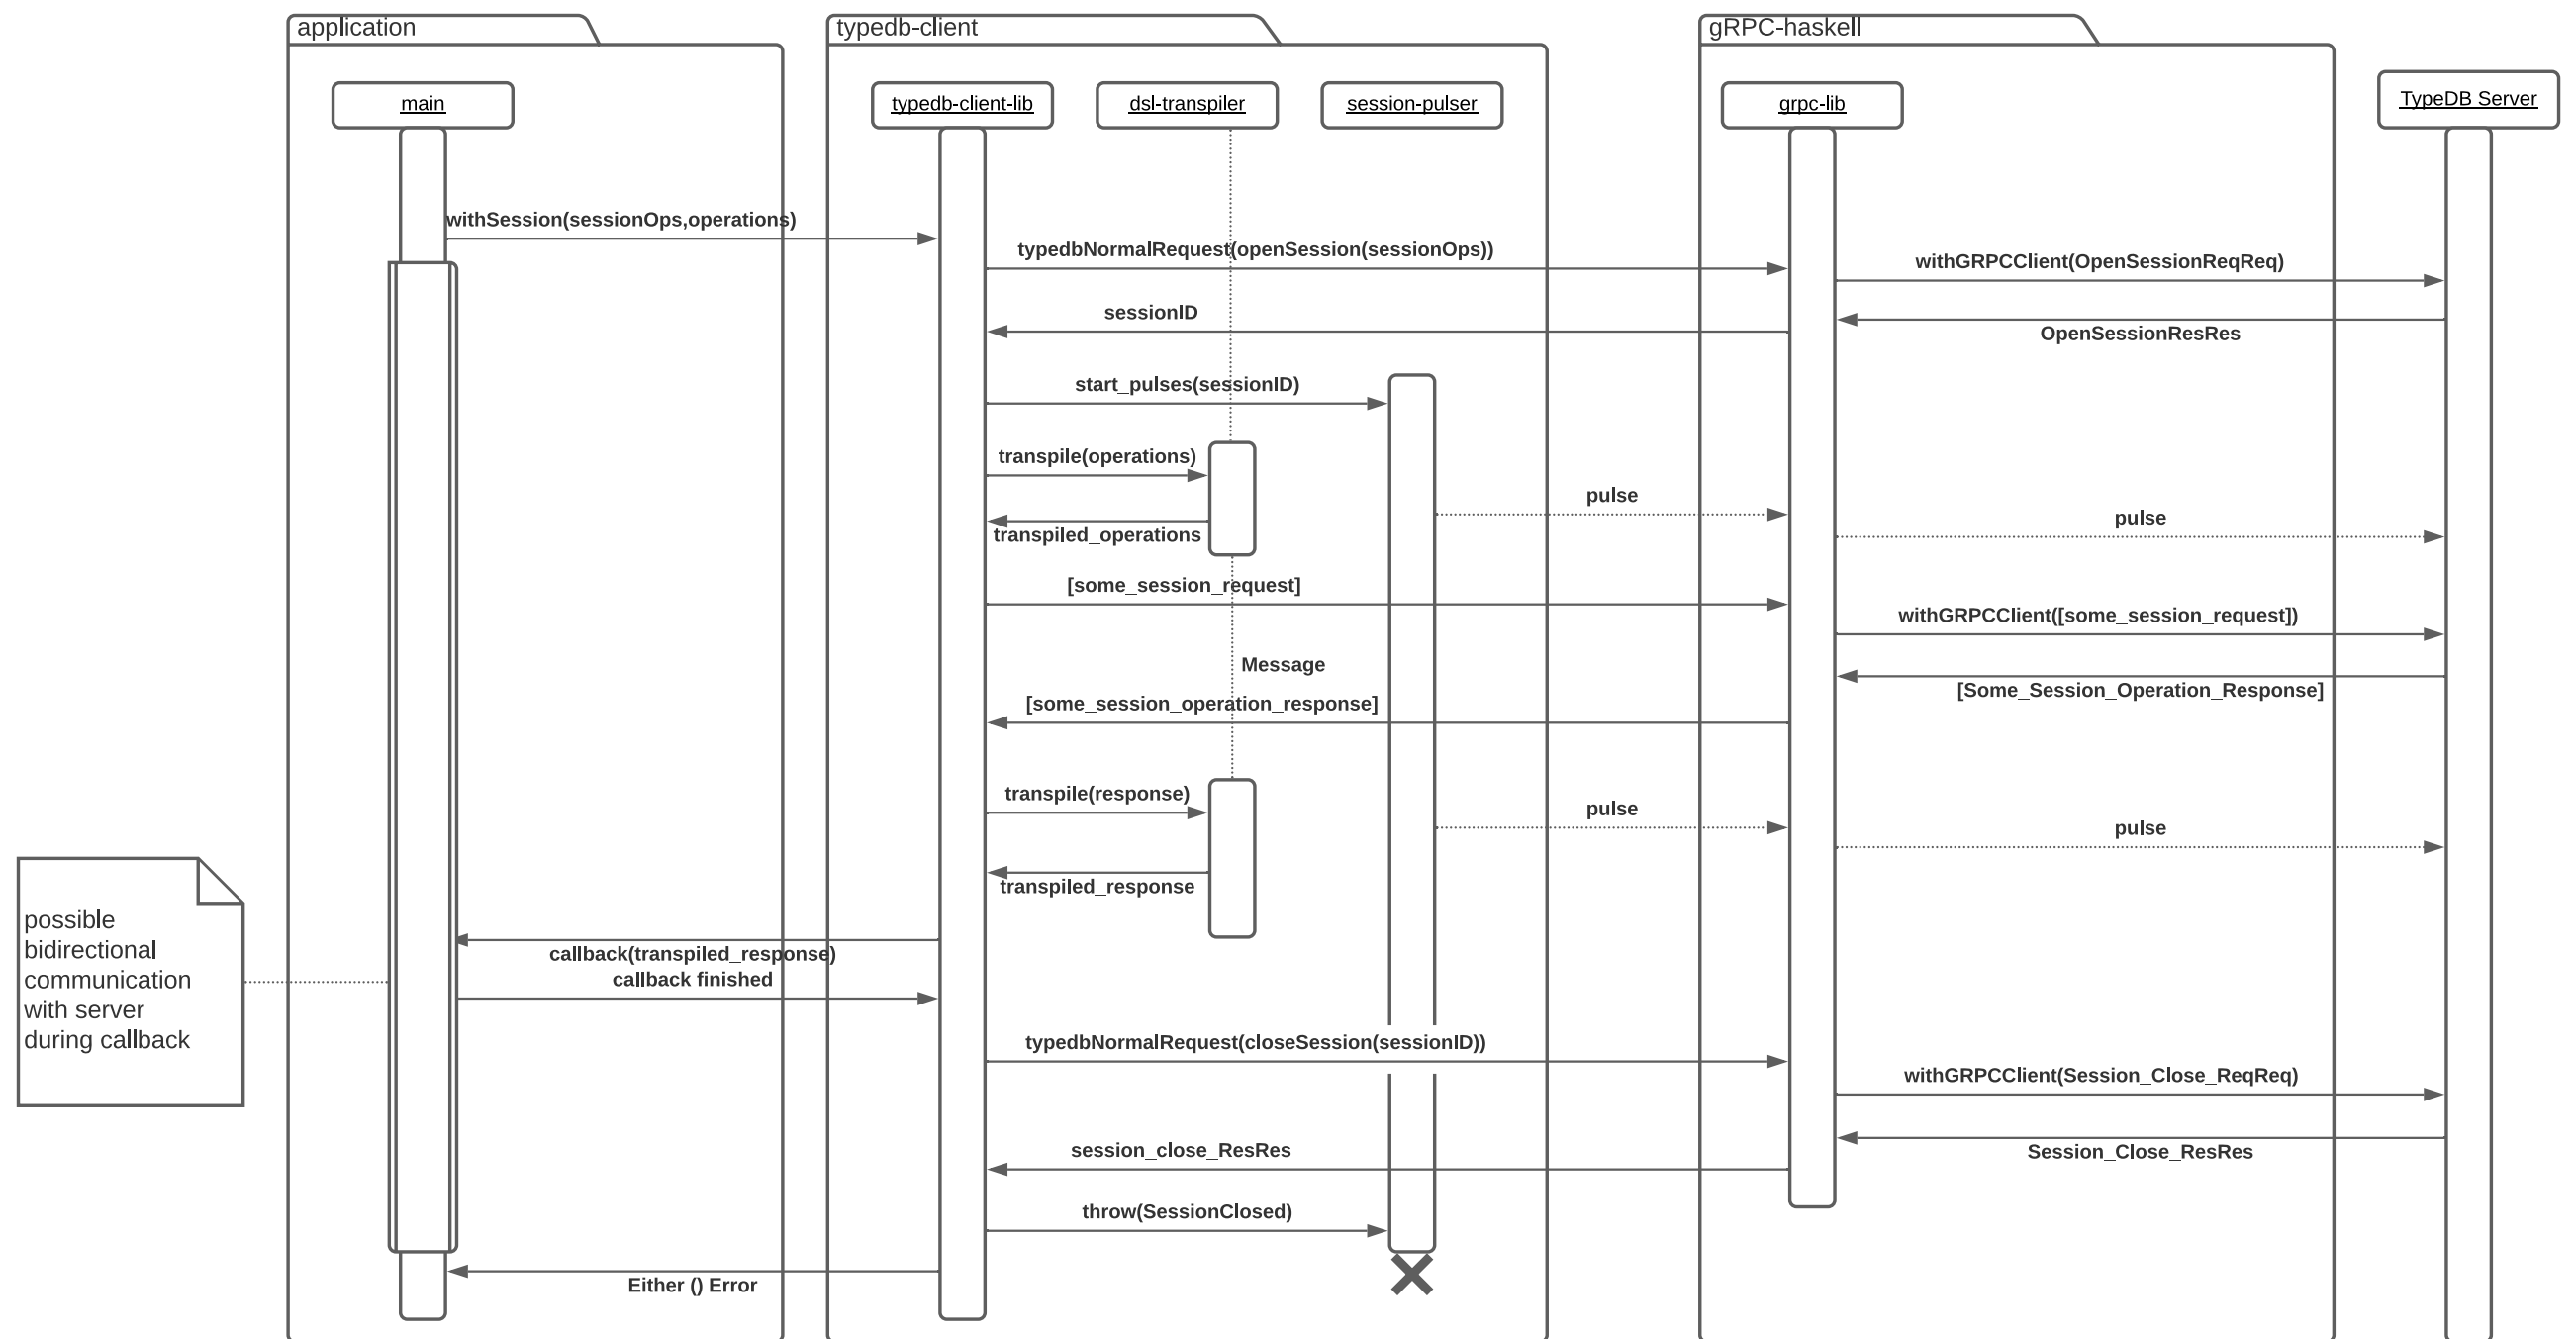 application
typedb-client
gRPC-haskell
main
typedb-client-lib
dsl-transpiler
session-pulser
grpc-lib
TypeDB Server
withSession(sessionOps,operations)
typedbNormalRequest(openSession(sessionOps))
withGRPCClient(OpenSessionReqReq)
sessionID
OpenSessionResRes
start_pulses(sessionID)
transpile(operations)
pulse
pulse
transpiled_operations
[some_session_request]
withGRPCClient([some_session_request])
Message
[Some_Session_Operation_Response]
[some_session_operation_response]
transpile(response)
pulse
pulse
transpiled_response
possible
bidirectional
communication
with server
during callback
callback(transpiled_response)
callback finished
typedbNormalRequest(closeSession(sessionID))
withGRPCClient(Session_Close_ReqReq)
session_close_ResRes
Session_Close_ResRes
throw(SessionClosed)
Either () Error